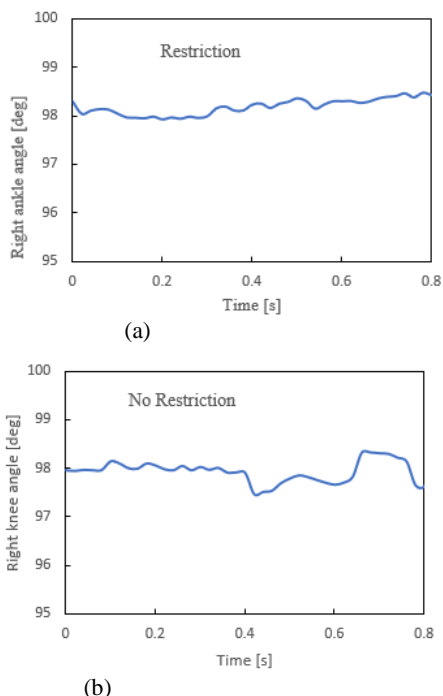 100
Restriction
99
98
97
96
95
0
0.2
0.4
0.6
0.8
Right ankle angle [deg]
Time [s]
(a)
100
No Restriction
99
98
97
96
95
0
0.2
0.4
0.6
0.8
Right knee angle [deg]
Time [s]
(b)